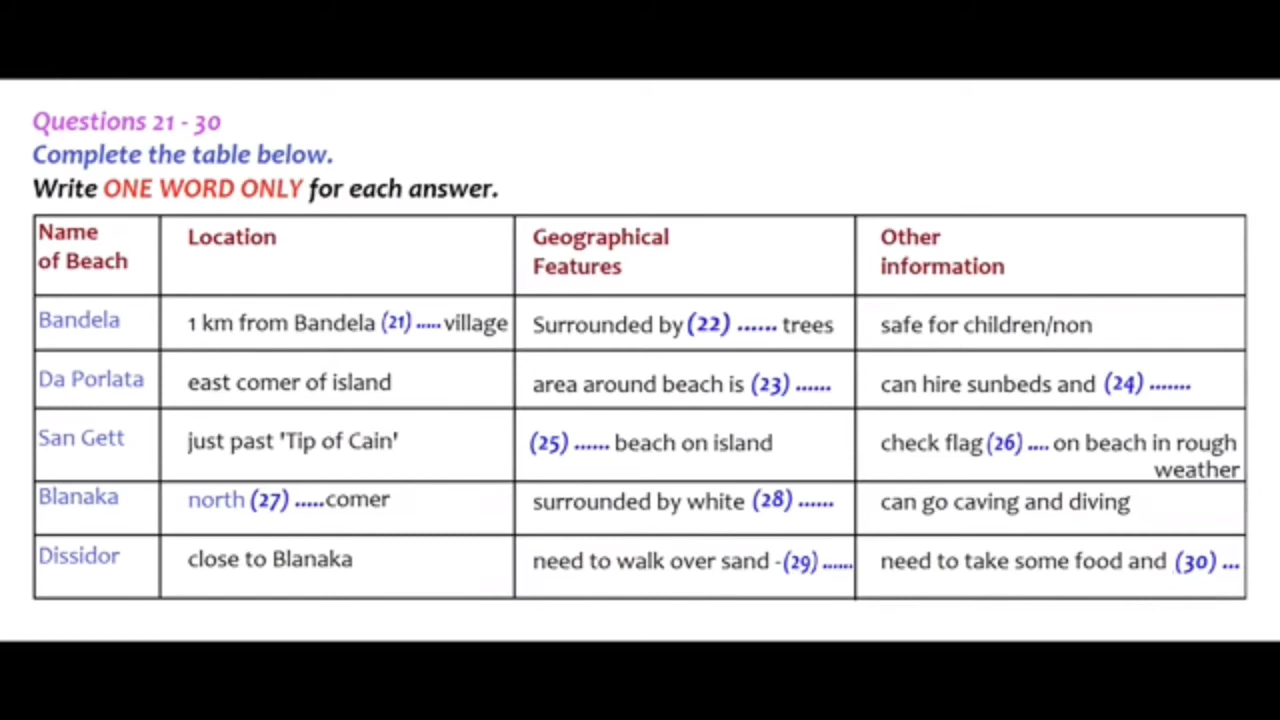 Questions 21 - 30
Complete the table below.
Write ONE WORD ONLY for each answer.
Name of Beach Location Geographical Features Other information
Bandela 1 km from Bandela (21) ..... village Surrounded by (22) ...... trees safe for children/non
Da Porlata east comer of island area around beach is (23) ...... can hire sunbeds and (24) .......
San Gett just past 'Tip of Cain' (25) ...... beach on island check flag (26) .... on beach in rough weather
Blanaka north (27) .....comer surrounded by white (28) ...... can go caving and diving
Dissidor close to Blanaka need to walk over sand -(29) ...... need to take some food and (30) ...